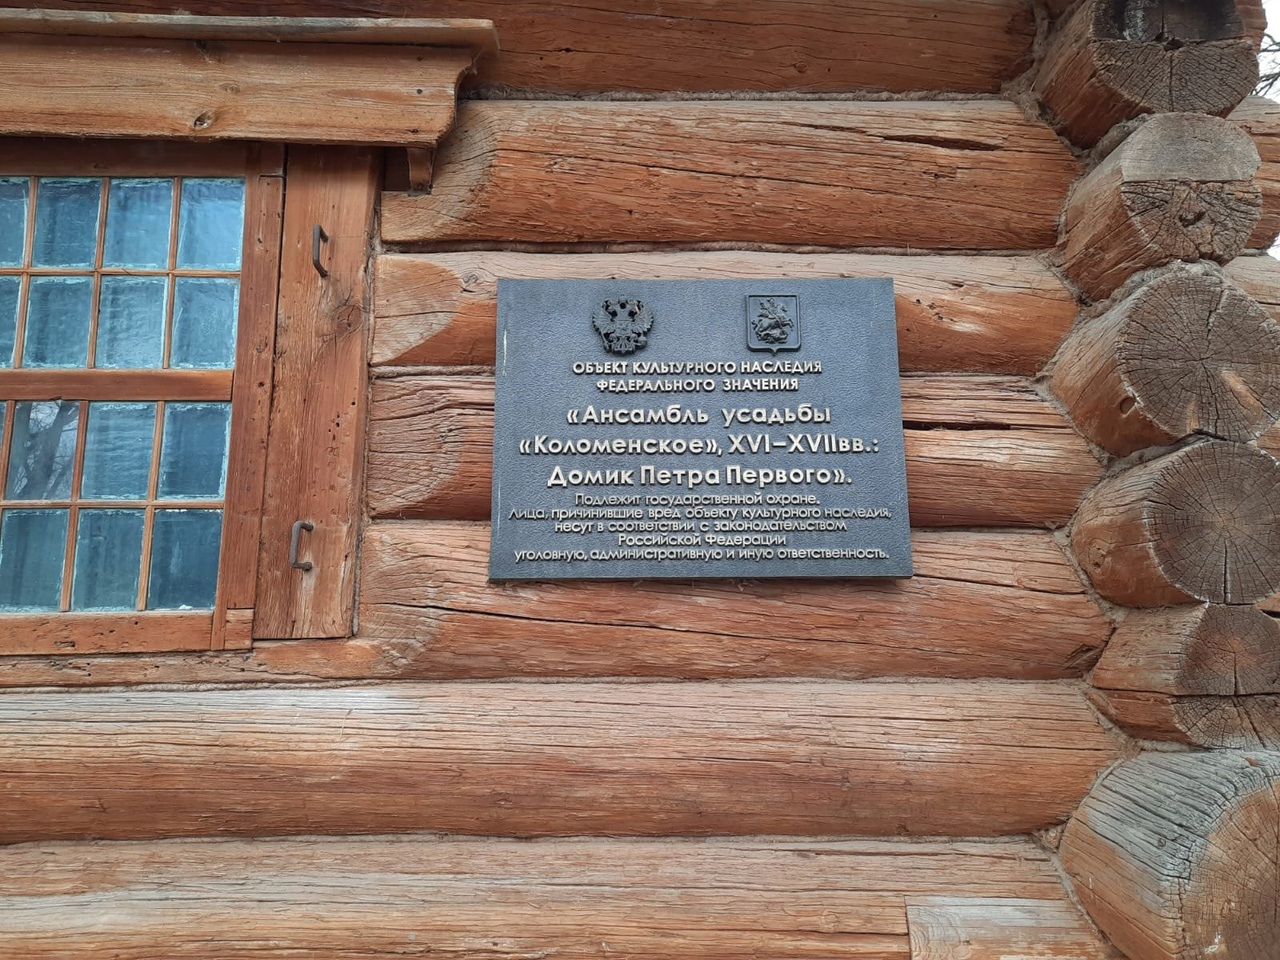 ОБЪЕКТ КУЛЬТУРНОГО НАСЛЕДИЯ
ФЕДЕРАЛЬНОГО ЗНАЧЕНИЯ
«Ансамбль усадьбы
«Коломенское», XVI–XVIIвв.:
Домик Петра Первого».
Подлежит государственной охране.
Лица, причинившие вред объекту культурного наследия,
несут в соответствии с законодательством
Российской Федерации
уголовную, административную и иную ответственность.